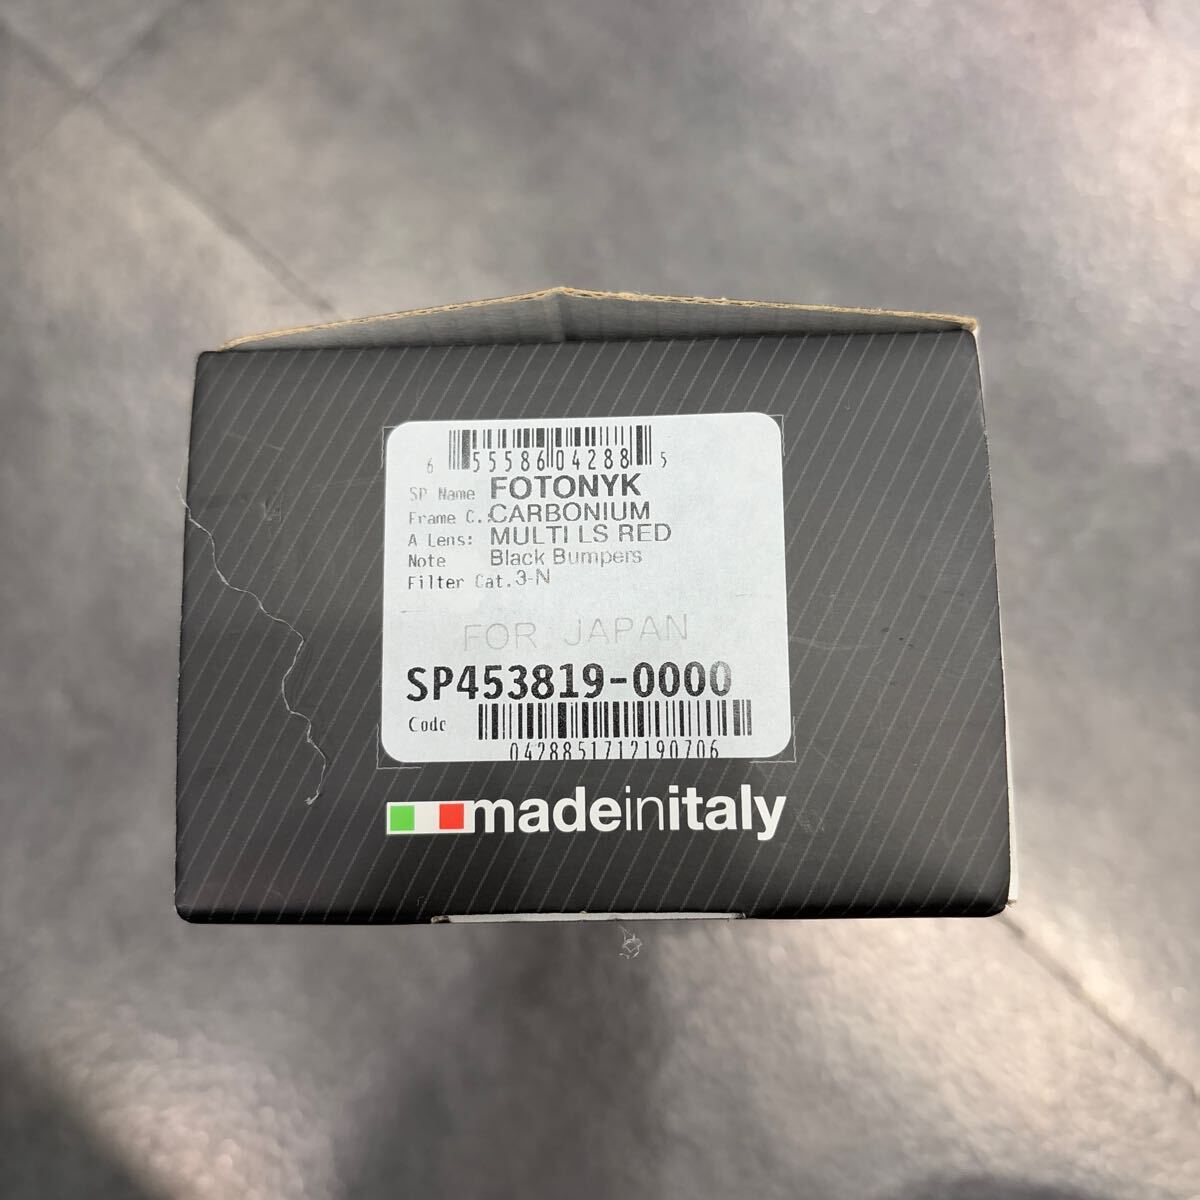 6 55586 04288 5
SP Name FOTONYK
Frame C.:CARBONIUM
A Lens: MULTI LS RED
Note Black Bumpers
Filter Cat. 3-N
FOR JAPAN
SP453819-0000
Code
0428851712190706
madeinitaly